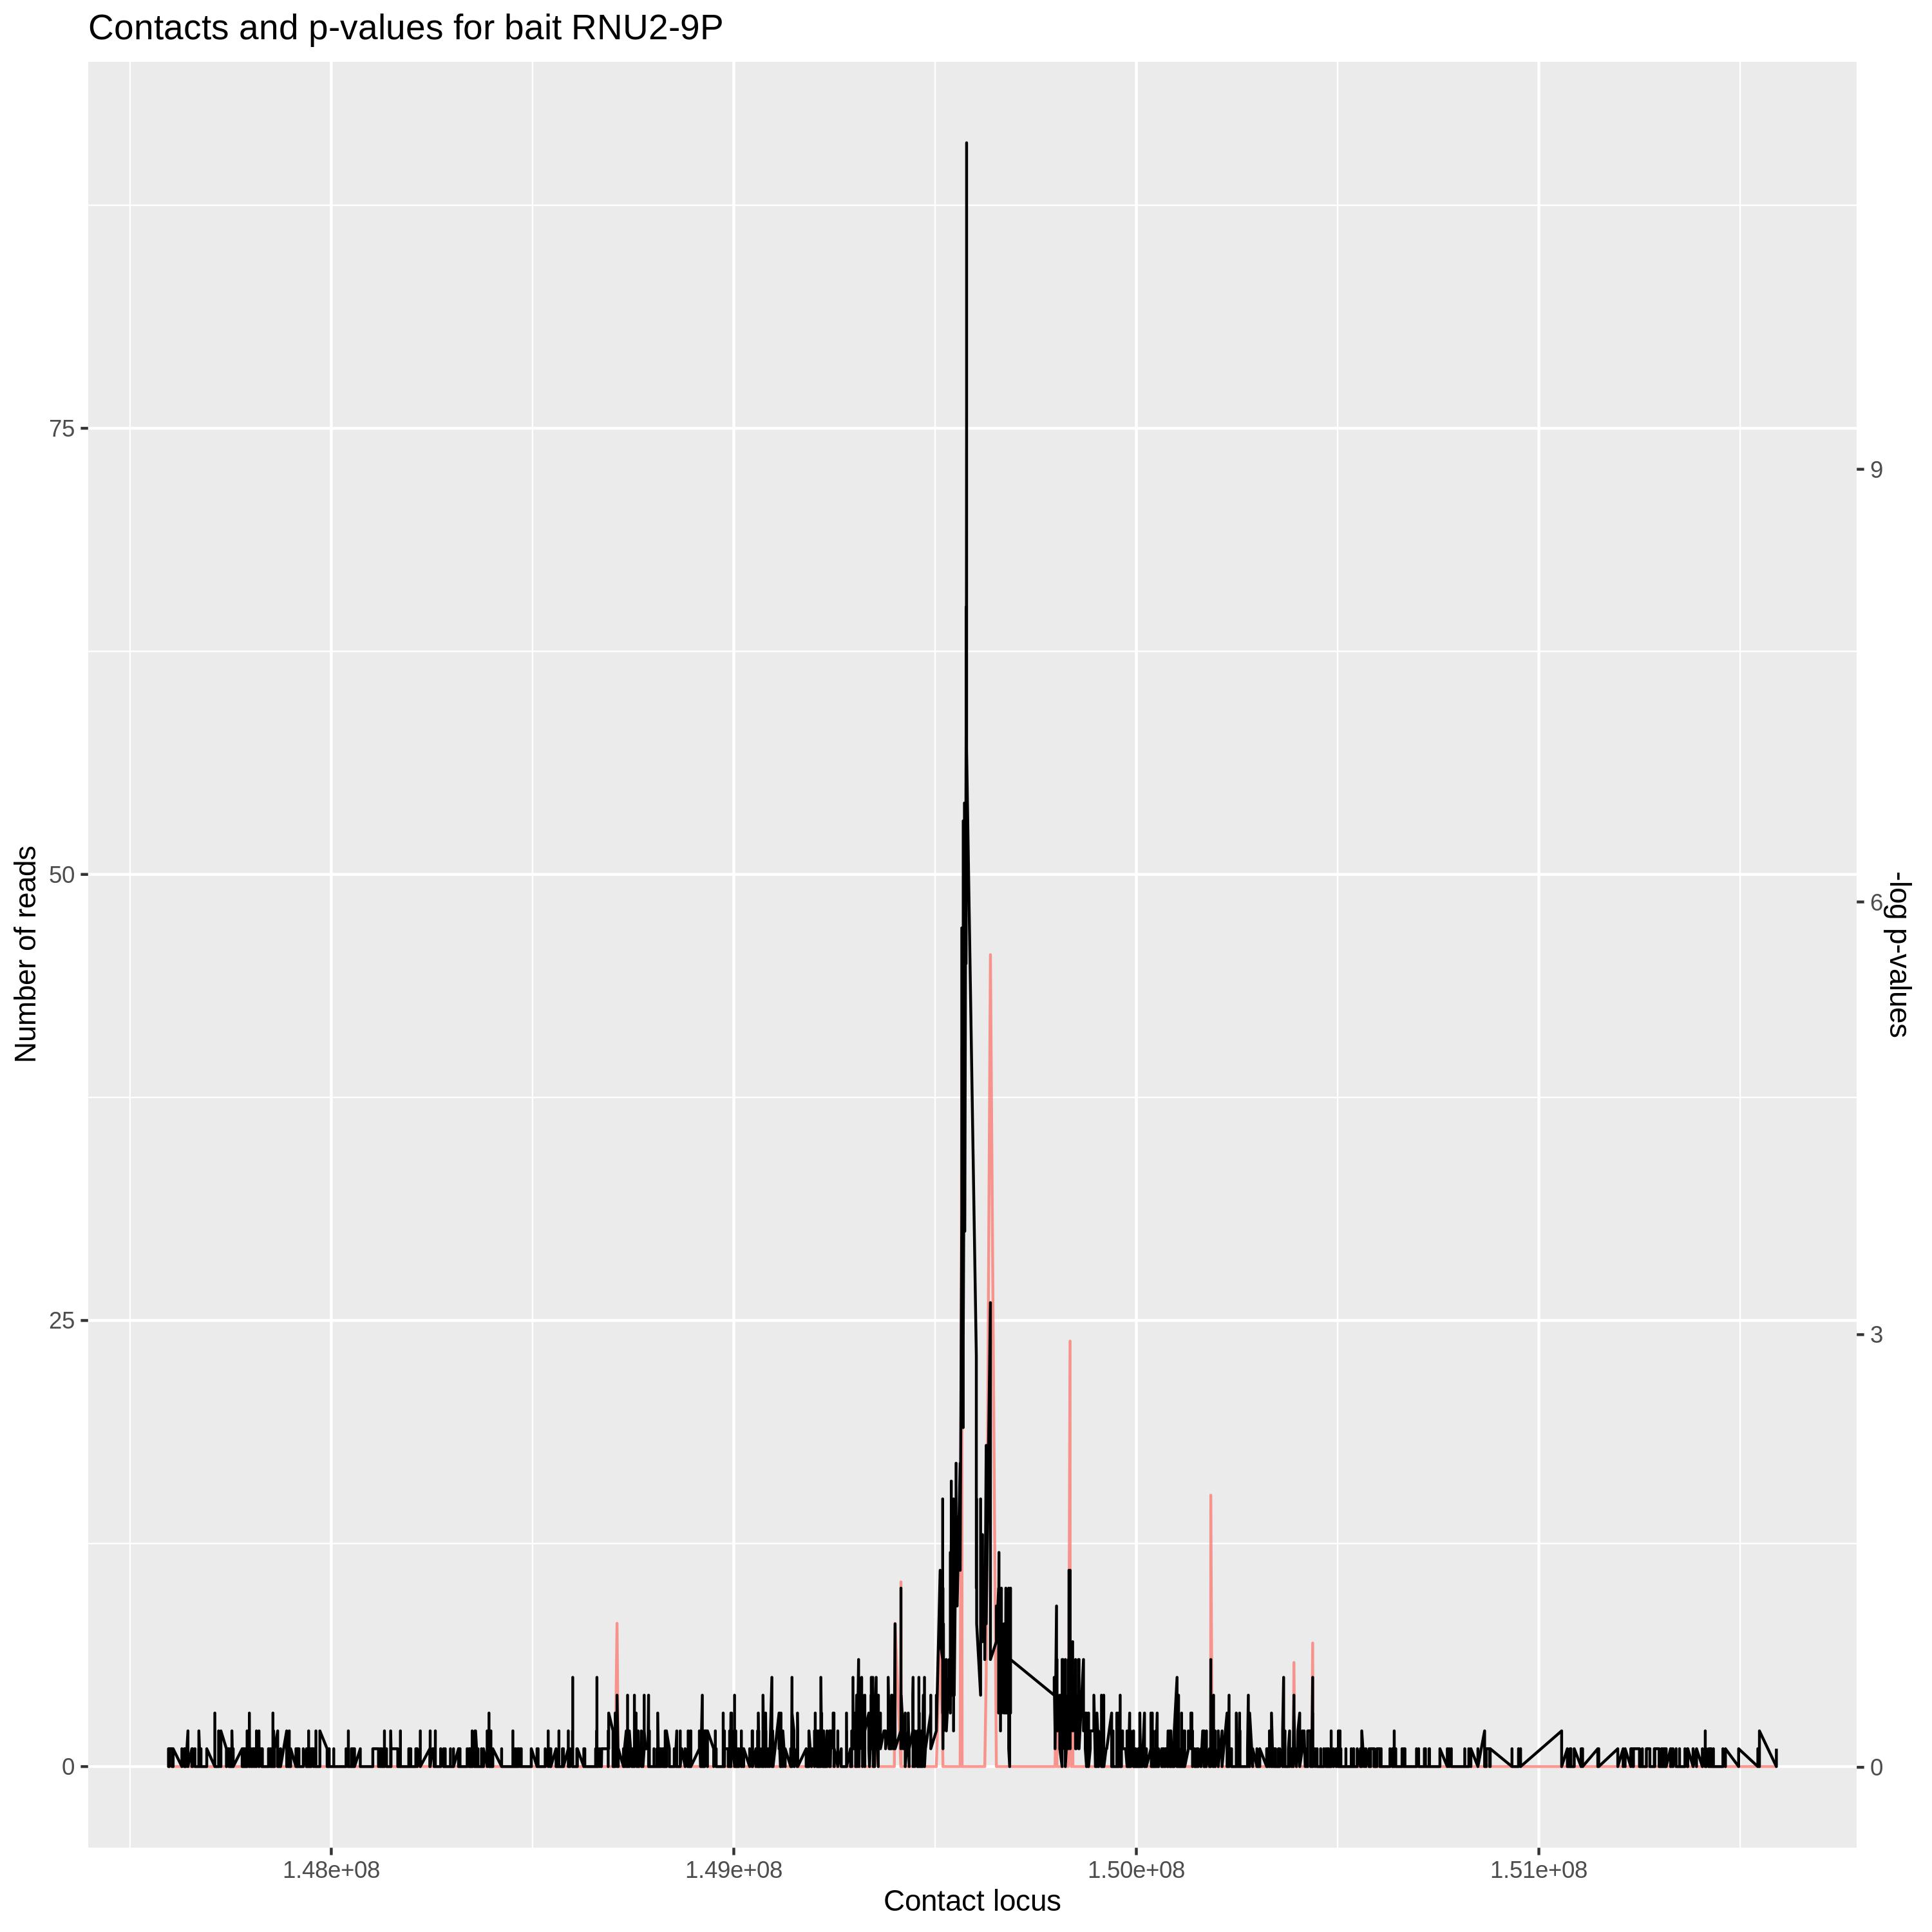 Contacts and p-values for bait RNU2-9P
75
50
25
0
Number of reads
9
6
3
0
-log p-values
1.48e+08 1.49e+08 1.50e+08 1.51e+08
Contact locus